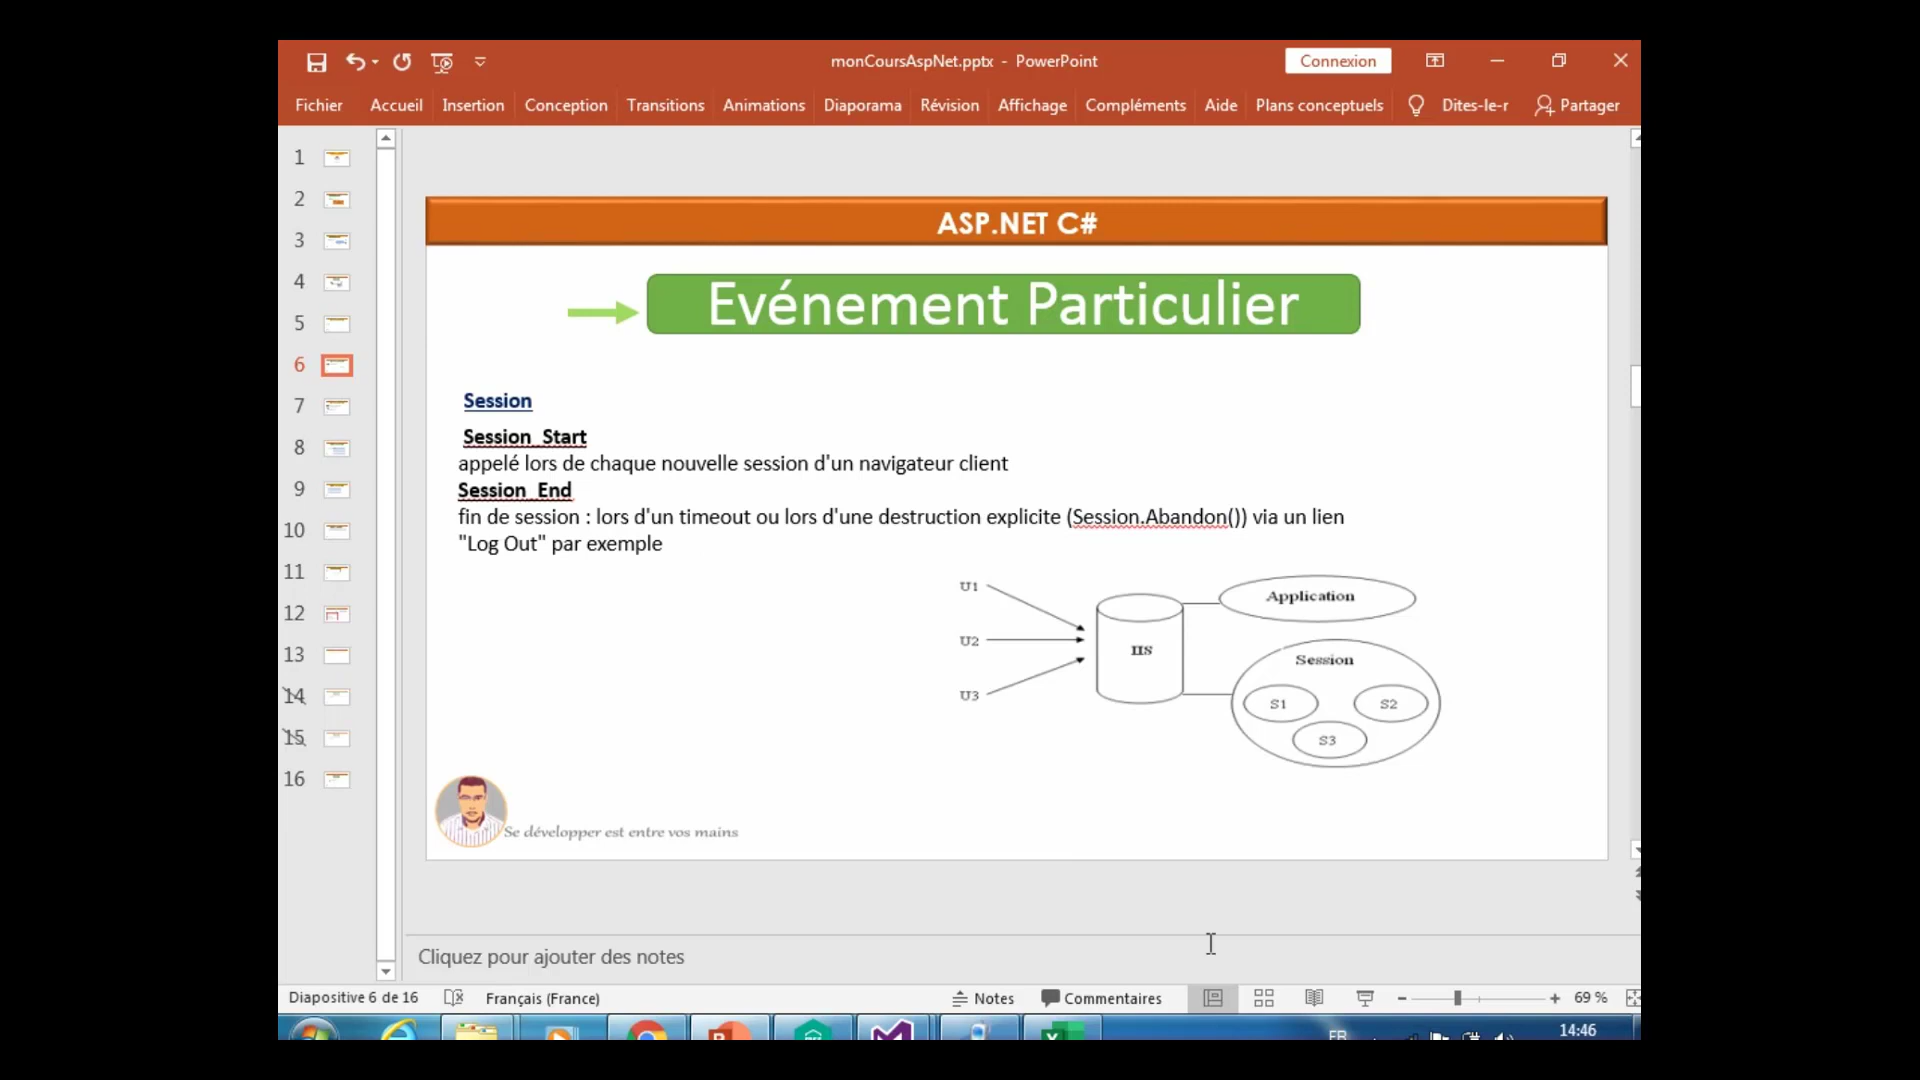 monCoursAspNet.pptx - PowerPoint
Connexion
Fichier Accueil Insertion Conception Transitions Animations Diaporama Révision Affichage Compléments Aide Plans conceptuels Dites-le-r Partager
1
2
3
4
5
6
7
8
9
10
11
12
13
14
15
16
ASP.NET C#
Evénement Particulier
Session
Session_Start
appelé lors de chaque nouvelle session d'un navigateur client
Session_End
fin de session : lors d'un timeout ou lors d'une destruction explicite (Session.Abandon()) via un lien
"Log Out" par exemple
U1
U2
U3
IIS
Application
Session
S1
S2
S3
Se développer est entre vos mains
Cliquez pour ajouter des notes
Diapositive 6 de 16 Français (France) Notes Commentaires 69 %
FR
14:46